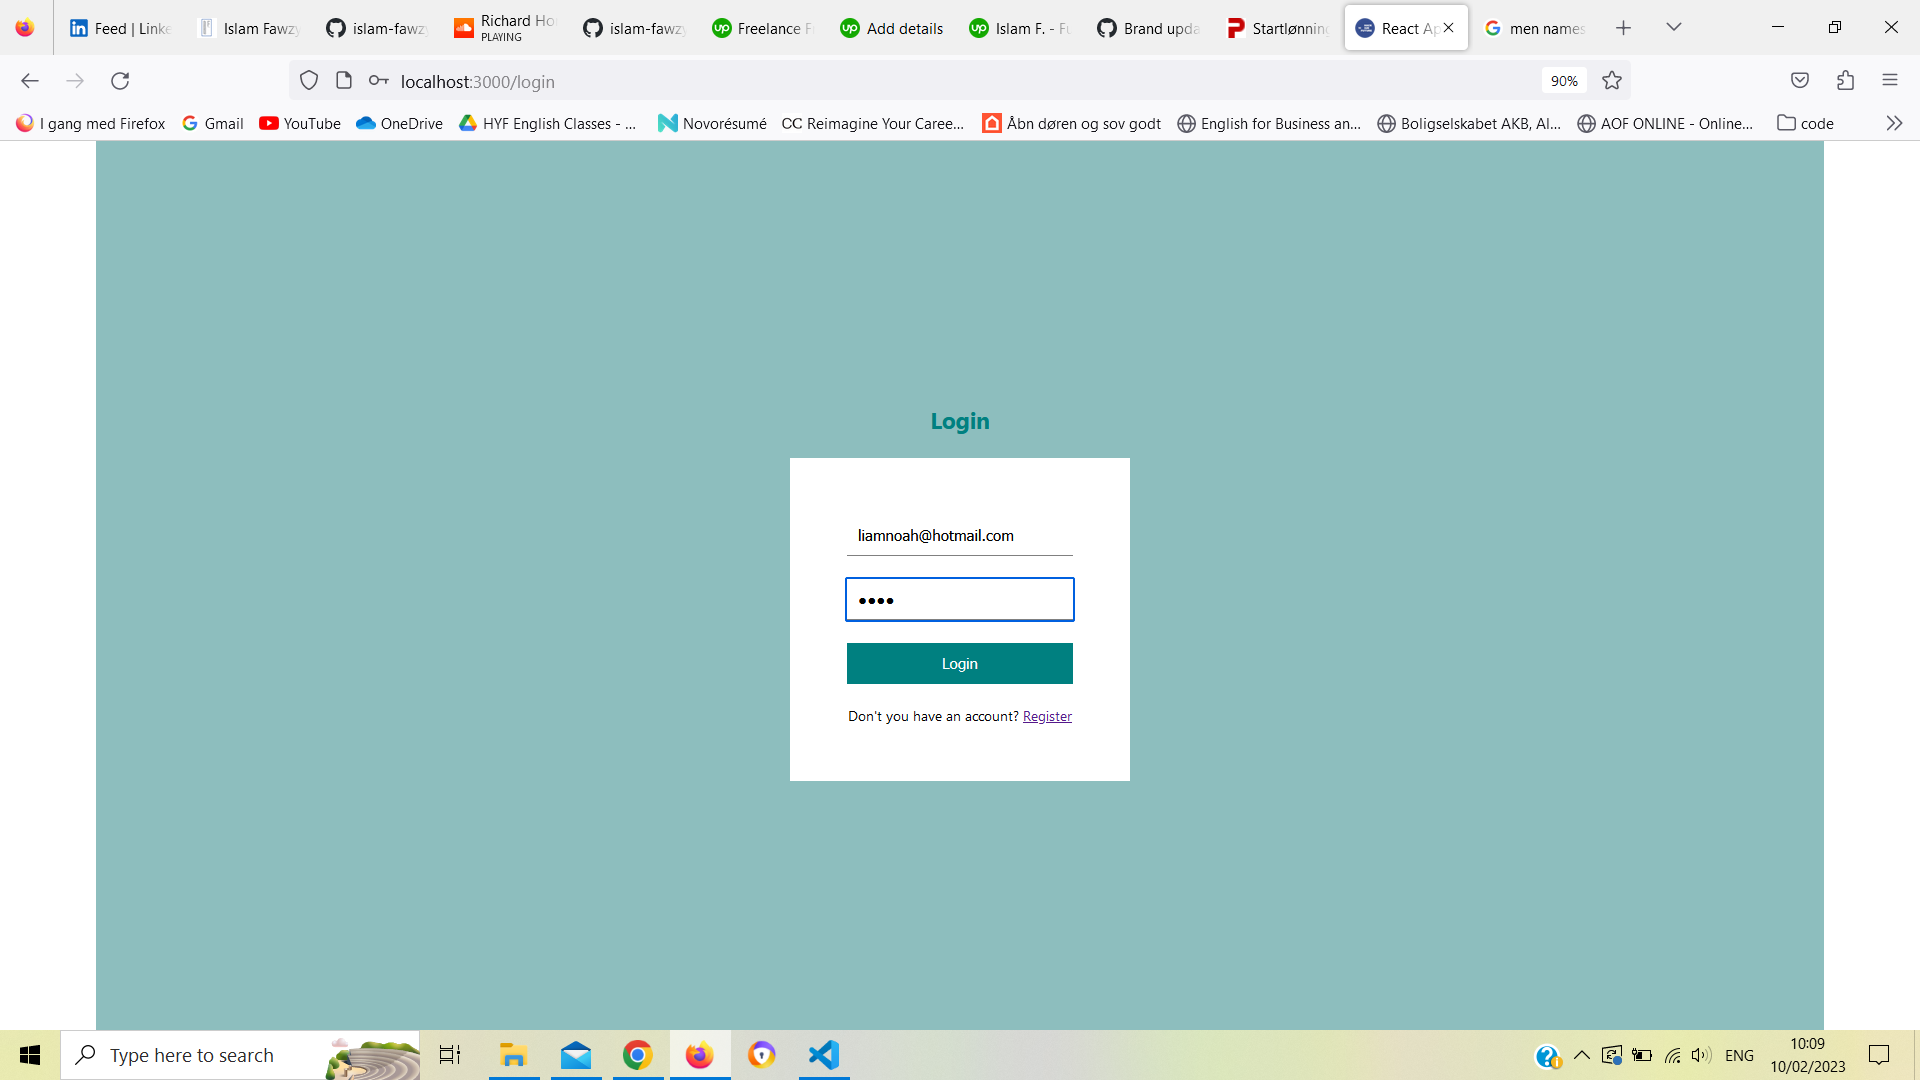 Feed | Linke
Islam Fawzy
islam-fawzy
Richard Ho
PLAYING
islam-fawzy
Freelance F
Add details
Islam F. - Fu
Brand upda
Startlønning
React Ap
men names
localhost:3000/login
90%
I gang med Firefox
Gmail
YouTube
OneDrive
HYF English Classes - ...
Novorésumé
CC Reimagine Your Caree...
Åbn døren og sov godt
English for Business an...
Boligselskabet AKB, Al...
AOF ONLINE - Online...
code
Login
liamnoah@hotmail.com
Login
Don't you have an account? Register
Type here to search
ENG
10:09
10/02/2023